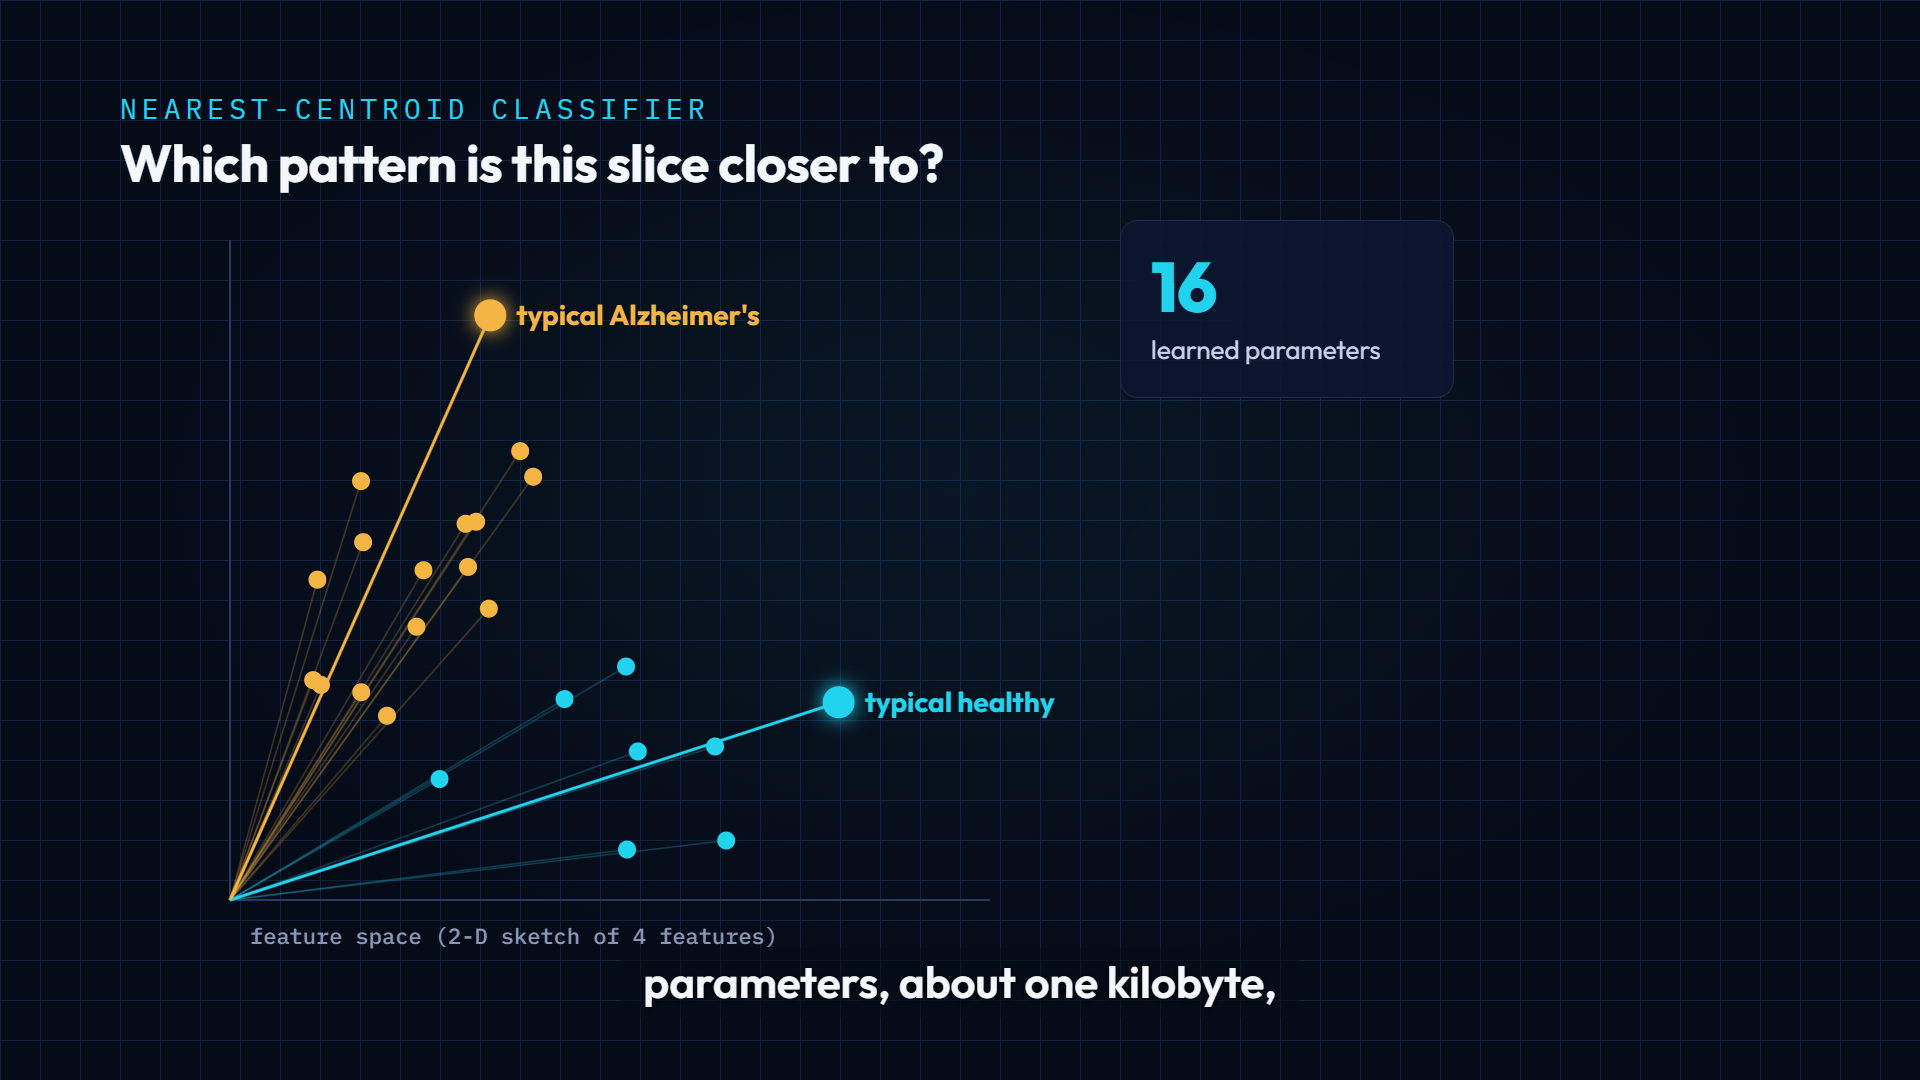 NEAREST-CENTROID CLASSIFIER
Which pattern is this slice closer to?
16
learned parameters
typical Alzheimer's
typical healthy
feature space (2-D sketch of 4 features)
parameters, about one kilobyte,